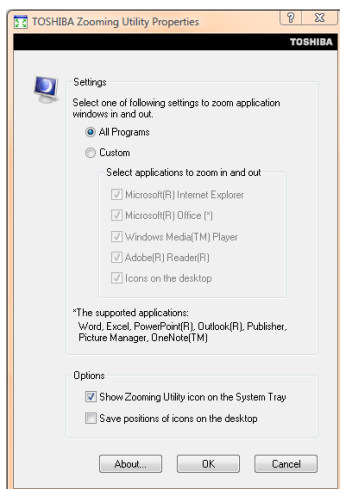 TOSHIBA Zooming Utility Properties
TOSHIBA
Settings
Select one of following settings to zoom application
windows in and out.
All Programs
Custom
Select applications to zoom in and out
Microsoft(R) Internet Explorer
Microsoft(R) Office (*)
Windows Media(TM) Player
Adobe(R) Reader(R)
Icons on the desktop
*The supported applications:
Word, Excel, PowerPoint(R), Outlook(R), Publisher,
Picture Manager, OneNote(TM)
Options
Show Zooming Utility icon on the System Tray
Save positions of icons on the desktop
About... OK Cancel